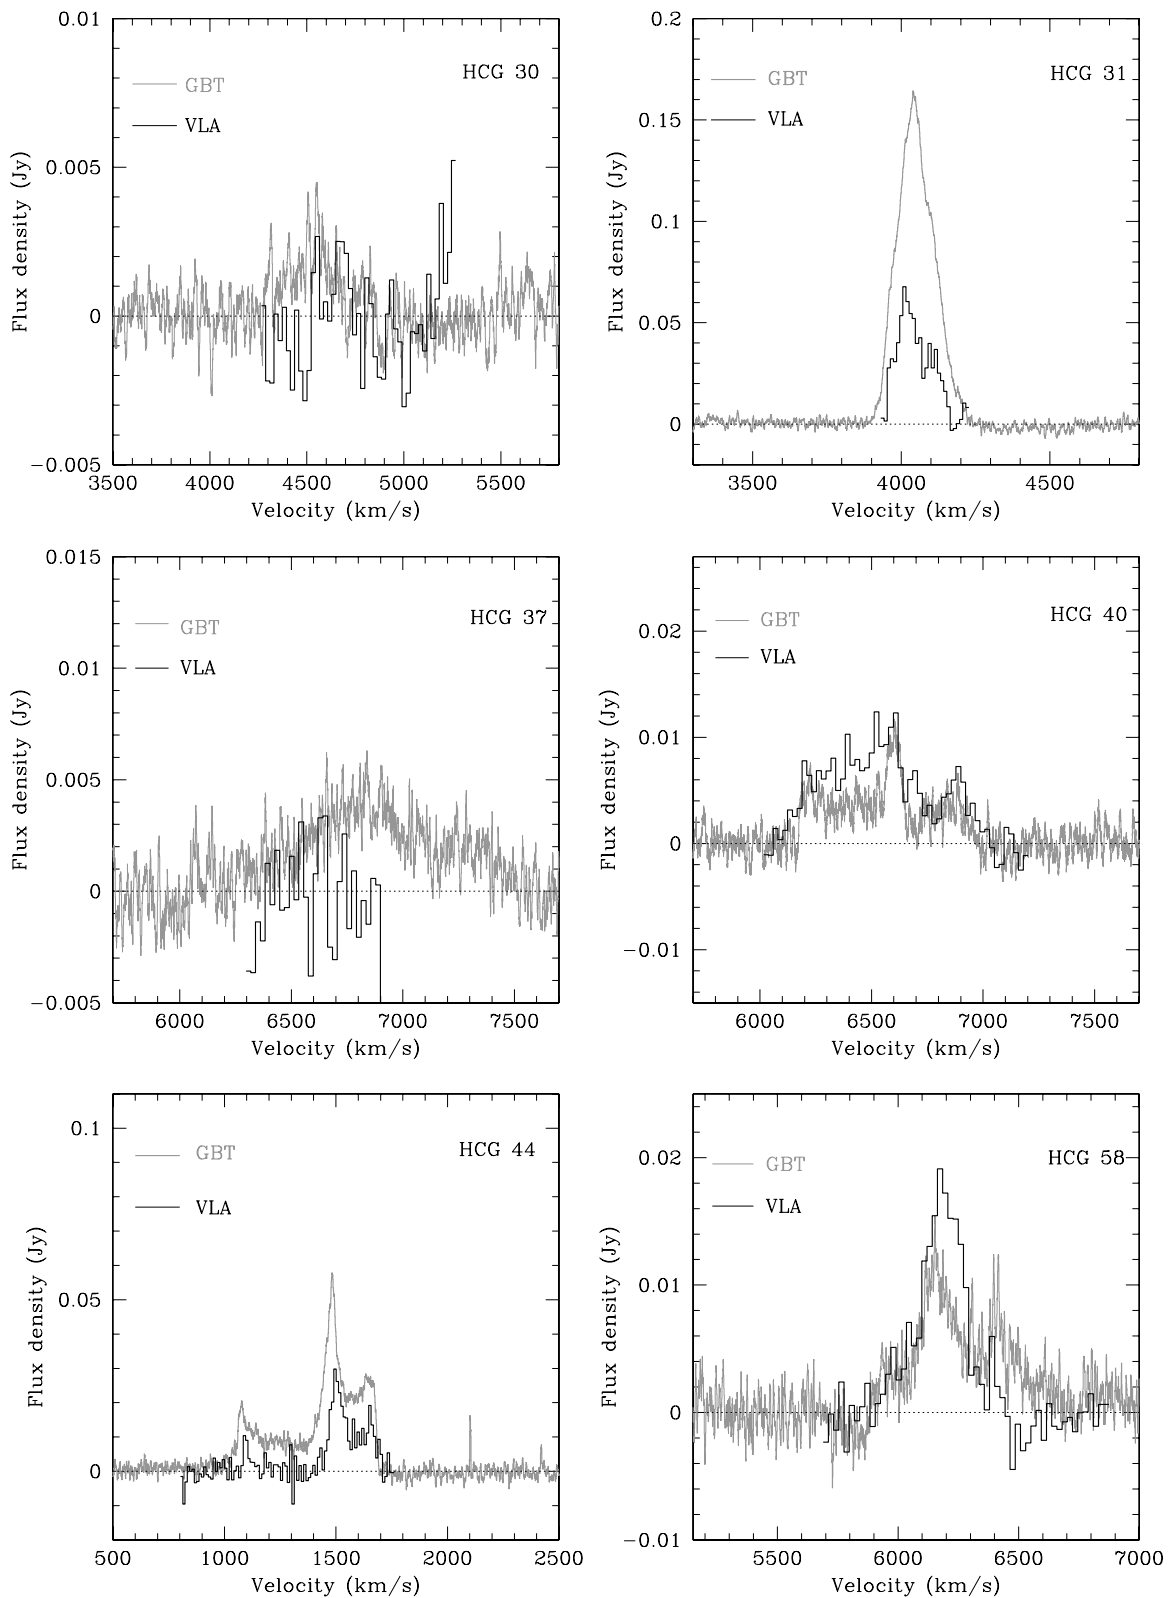 0.01
HCG 30
GBT
VLA
0.005
0
−0.005
Flux density (Jy)
3500 4000 4500 5000 5500
Velocity (km/s)
0.2
HCG 31
GBT
VLA
0.15
0.1
0.05
0
Flux density (Jy)
3500 4000 4500
Velocity (km/s)
0.015
HCG 37
GBT
VLA
0.01
0.005
0
−0.005
Flux density (Jy)
6000 6500 7000 7500
Velocity (km/s)
HCG 40
GBT
VLA
0.02
0.01
0
−0.01
Flux density (Jy)
6000 6500 7000 7500
Velocity (km/s)
0.1
HCG 44
GBT
VLA
0.05
0
Flux density (Jy)
500 1000 1500 2000 2500
Velocity (km/s)
HCG 58
GBT
VLA
0.02
0.01
0
−0.01
Flux density (Jy)
5500 6000 6500 7000
Velocity (km/s)